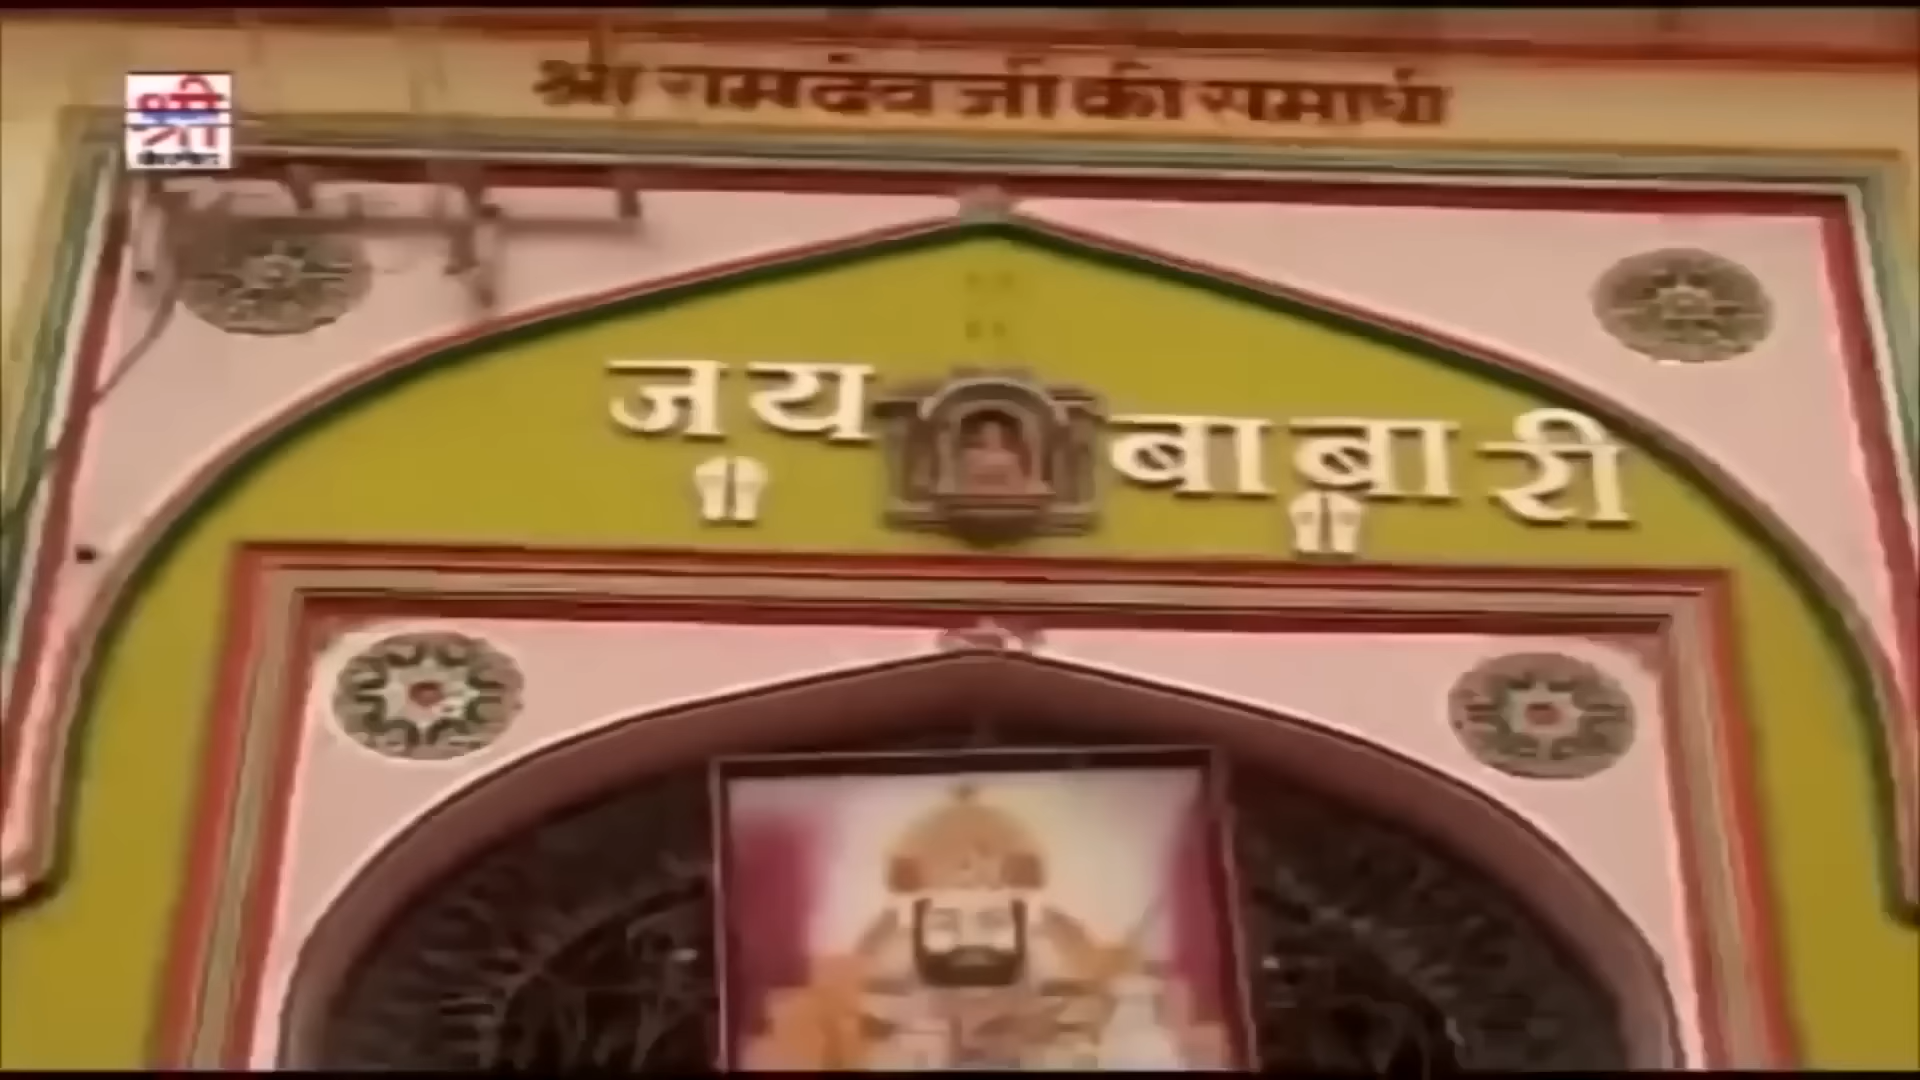 श्री रामदेव जी की समाधी
श्री
जय बाबा री